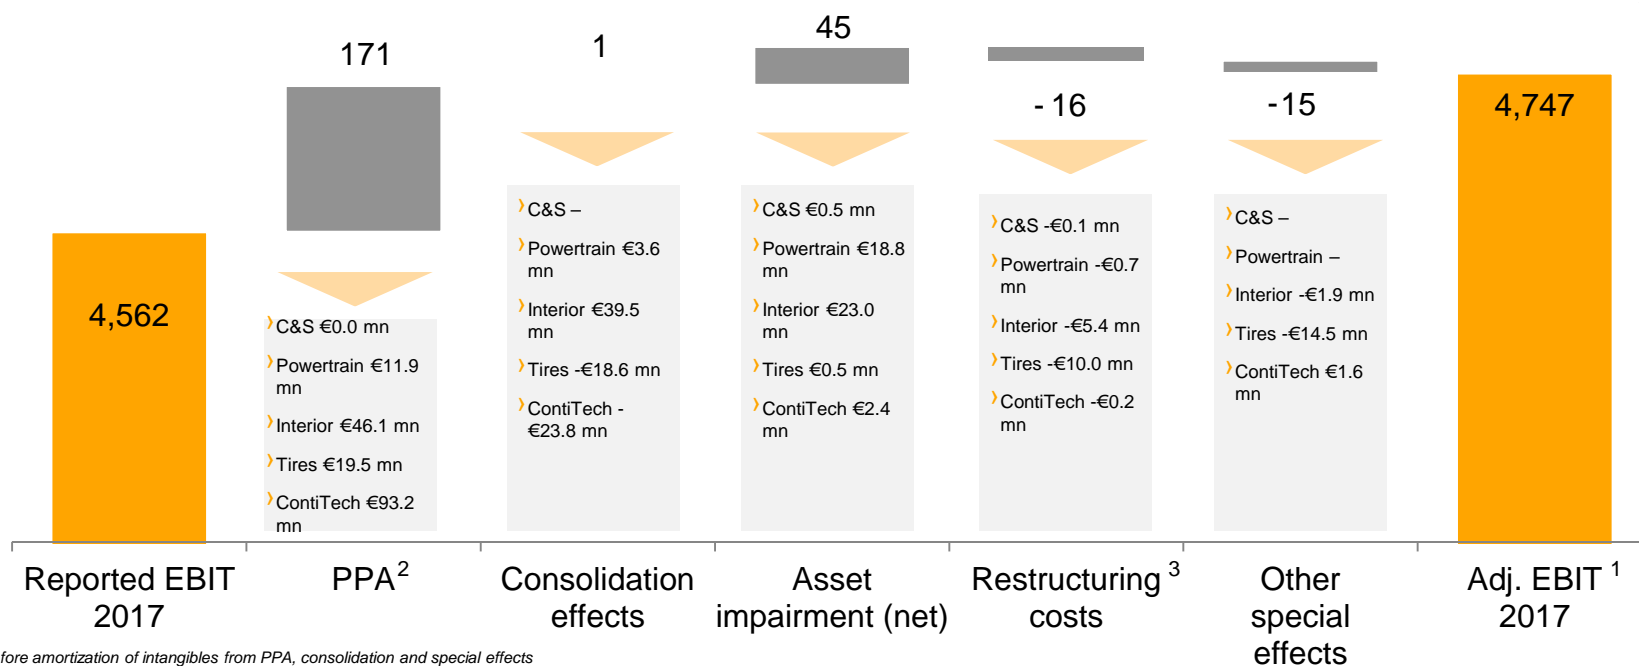 171
1
45
- 16
-15
4,562
4,747
C&S €0.0 mn
Powertrain €11.9
mn
Interior €46.1 mn
Tires €19.5 mn
ContiTech €93.2
mn
C&S –
Powertrain €3.6
mn
Interior €39.5
mn
Tires -€18.6 mn
ContiTech -
€23.8 mn
C&S €0.5 mn
Powertrain €18.8
mn
Interior €23.0
mn
Tires €0.5 mn
ContiTech €2.4
mn
C&S -€0.1 mn
Powertrain -€0.7
mn
Interior -€5.4 mn
Tires -€10.0 mn
ContiTech -€0.2
mn
C&S –
Powertrain –
Interior -€1.9 mn
Tires -€14.5 mn
ContiTech €1.6
mn
Reported EBIT
2017
PPA2
Consolidation
effects
Asset
impairment (net)
Restructuring 3
costs
Other
special
effects
Adj. EBIT 1
2017
fore amortization of intangibles from PPA, consolidation and special effects